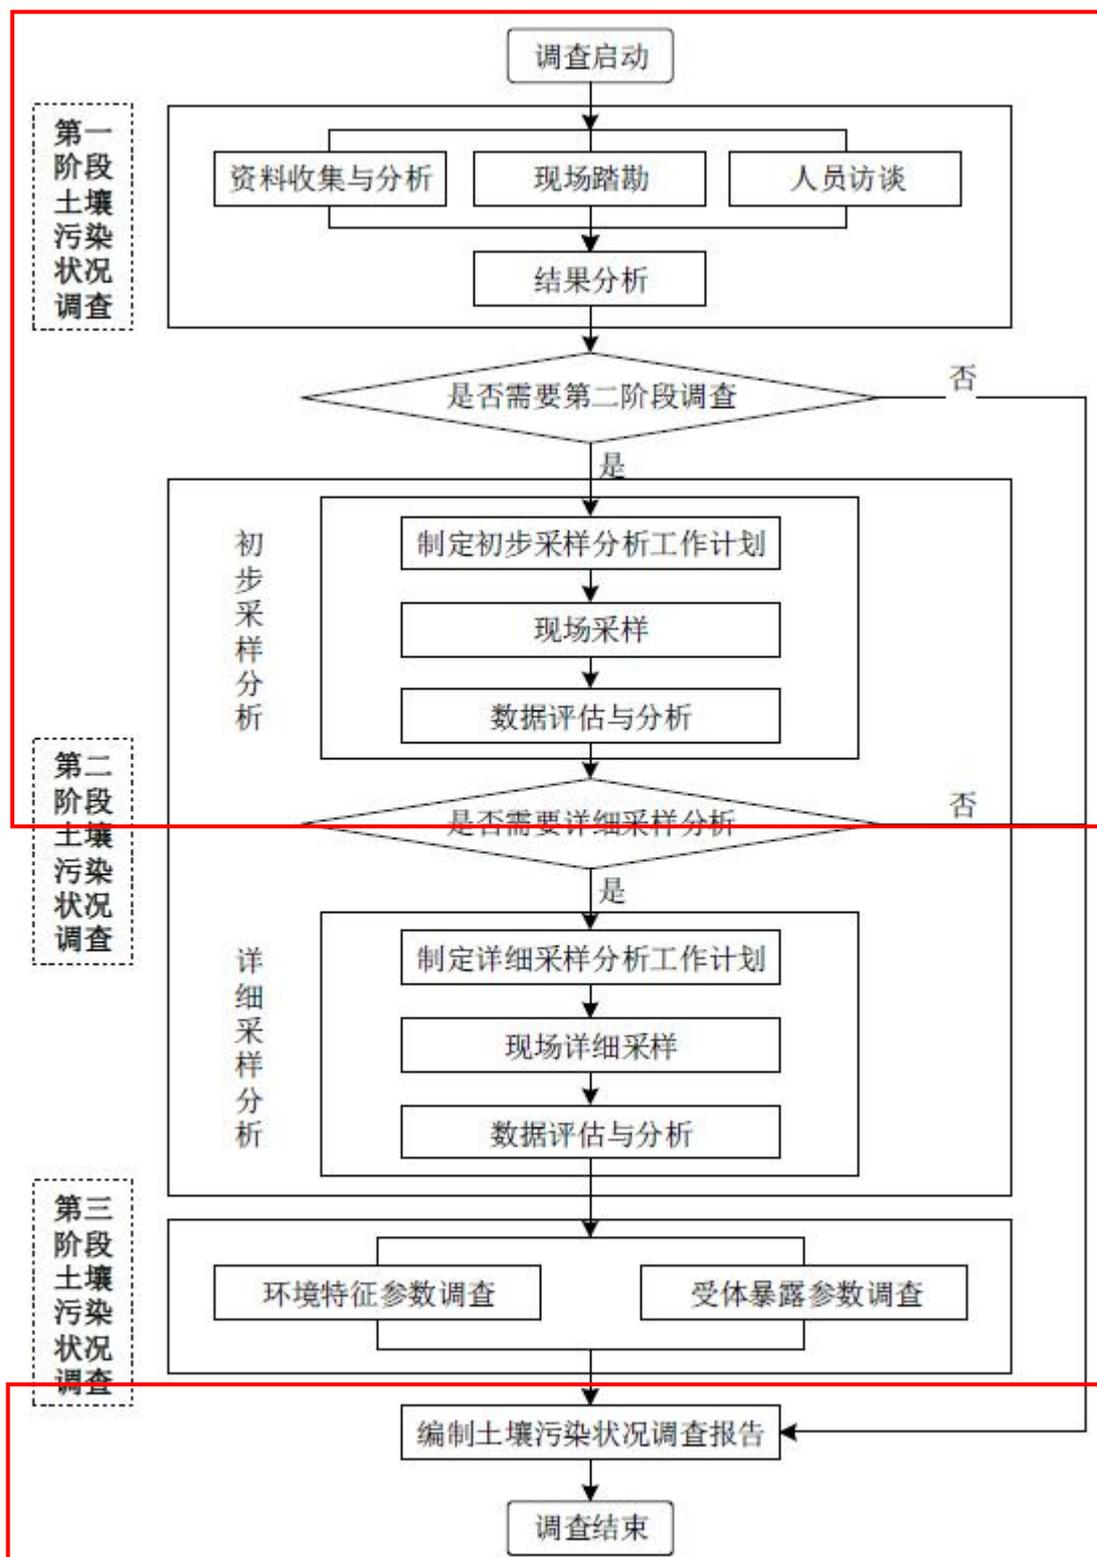 调查启动
第一
阶段
土壤
污染
状况
调查
资料收集与分析
现场踏勘
人员访谈
结果分析
是否需要第二阶段调查
否
是
初
步
采
样
分
析
制定初步采样分析工作计划
现场采样
数据评估与分析
第二
阶段
土壤
污染
状况
调查
是否需要详细采样分析
否
是
详
细
采
样
分
析
制定详细采样分析工作计划
现场详细采样
数据评估与分析
第三
阶段
土壤
污染
状况
调查
环境特征参数调查
受体暴露参数调查
编制土壤污染状况调查报告
调查结束